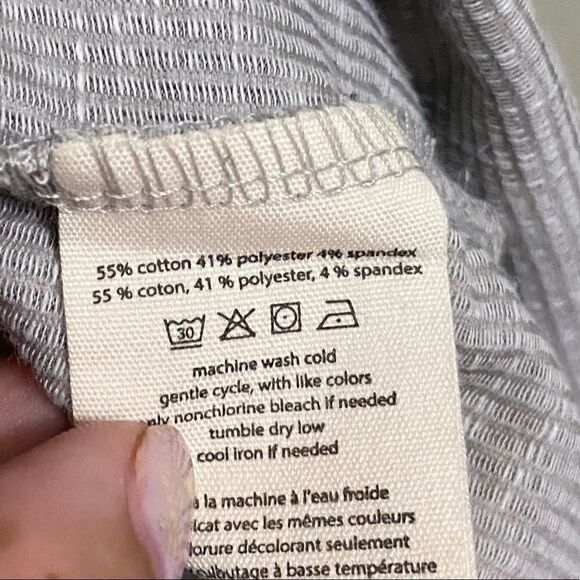 55% cotton 41% polyester 4% spandex
55 % coton, 41 % polyester, 4 % spandex
30
machine wash cold
gentle cycle, with like colors
nonchlorine bleach if needed
tumble dry low
cool iron if needed
la machine à l'eau froide
avec les mêmes couleurs
décolorant seulement
à basse température